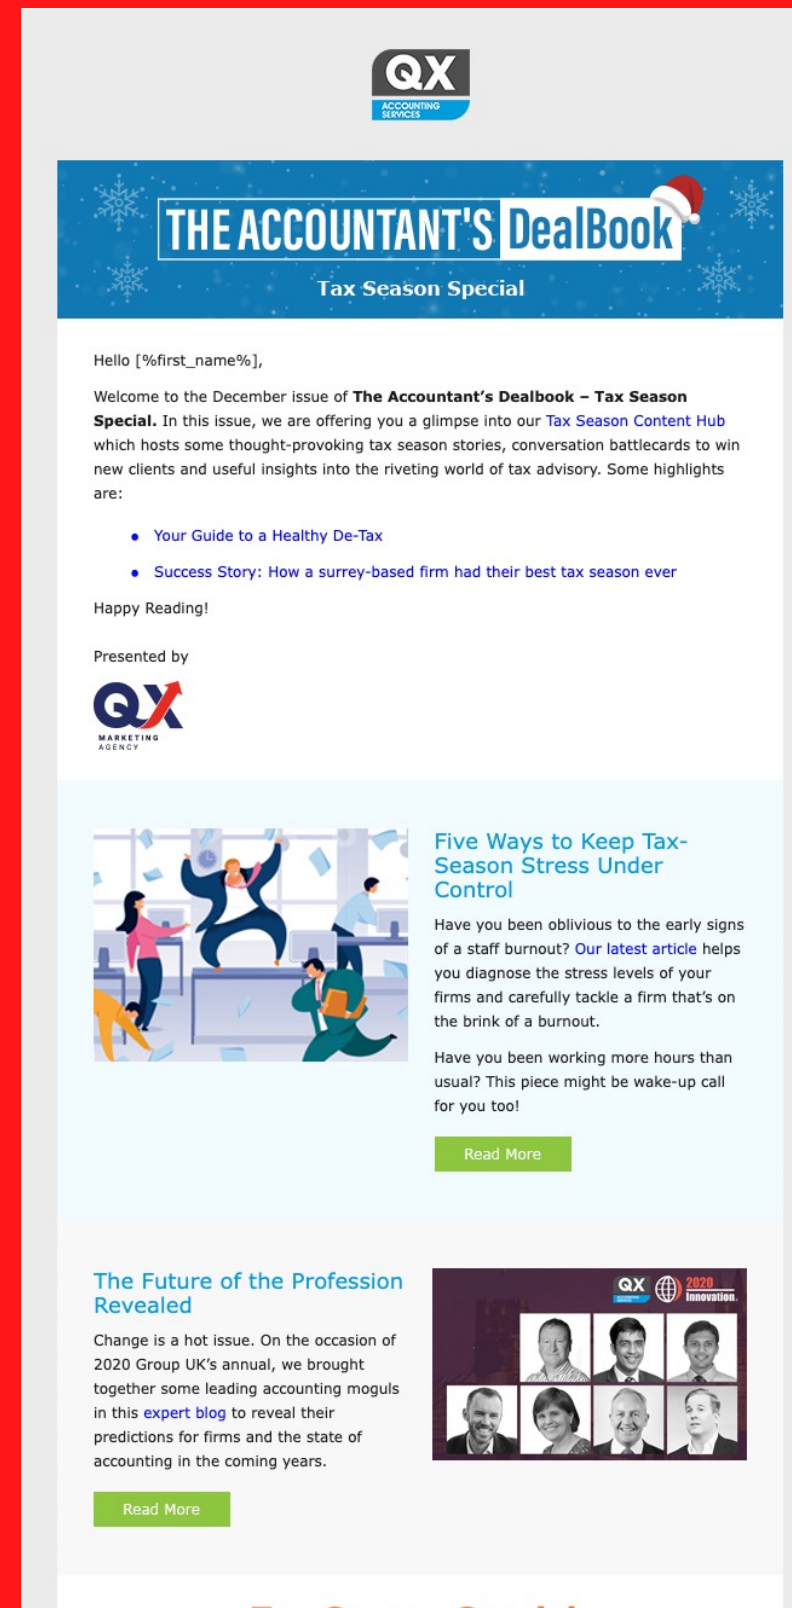 QX
ACCOUNTING
SERVICES
THE ACCOUNTANT'S DealBook
Tax Season Special
Hello [%first_name%],
Welcome to the December issue of The Accountant’s Dealbook – Tax Season
Special. In this issue, we are offering you a glimpse into our Tax Season Content Hub
which hosts some thought-provoking tax season stories, conversation battlecards to win
new clients and useful insights into the riveting world of tax advisory. Some highlights
are:
• Your Guide to a Healthy De-Tax
• Success Story: How a surrey-based firm had their best tax season ever
Happy Reading!
Presented by
QX
MARKETING
AGENCY
Five Ways to Keep Tax-
Season Stress Under
Control
Have you been oblivious to the early signs
of a staff burnout? Our latest article helps
you diagnose the stress levels of your
firms and carefully tackle a firm that’s on
the brink of a burnout.
Have you been working more hours than
usual? This piece might be wake-up call
for you too!
Read More
The Future of the Profession
Revealed
Change is a hot issue. On the occasion of
2020 Group UK’s annual, we brought
together some leading accounting moguls
in this expert blog to reveal their
predictions for firms and the state of
accounting in the coming years.
Read More
QX
ACCOUNTING
SERVICES
2020
Innovation.